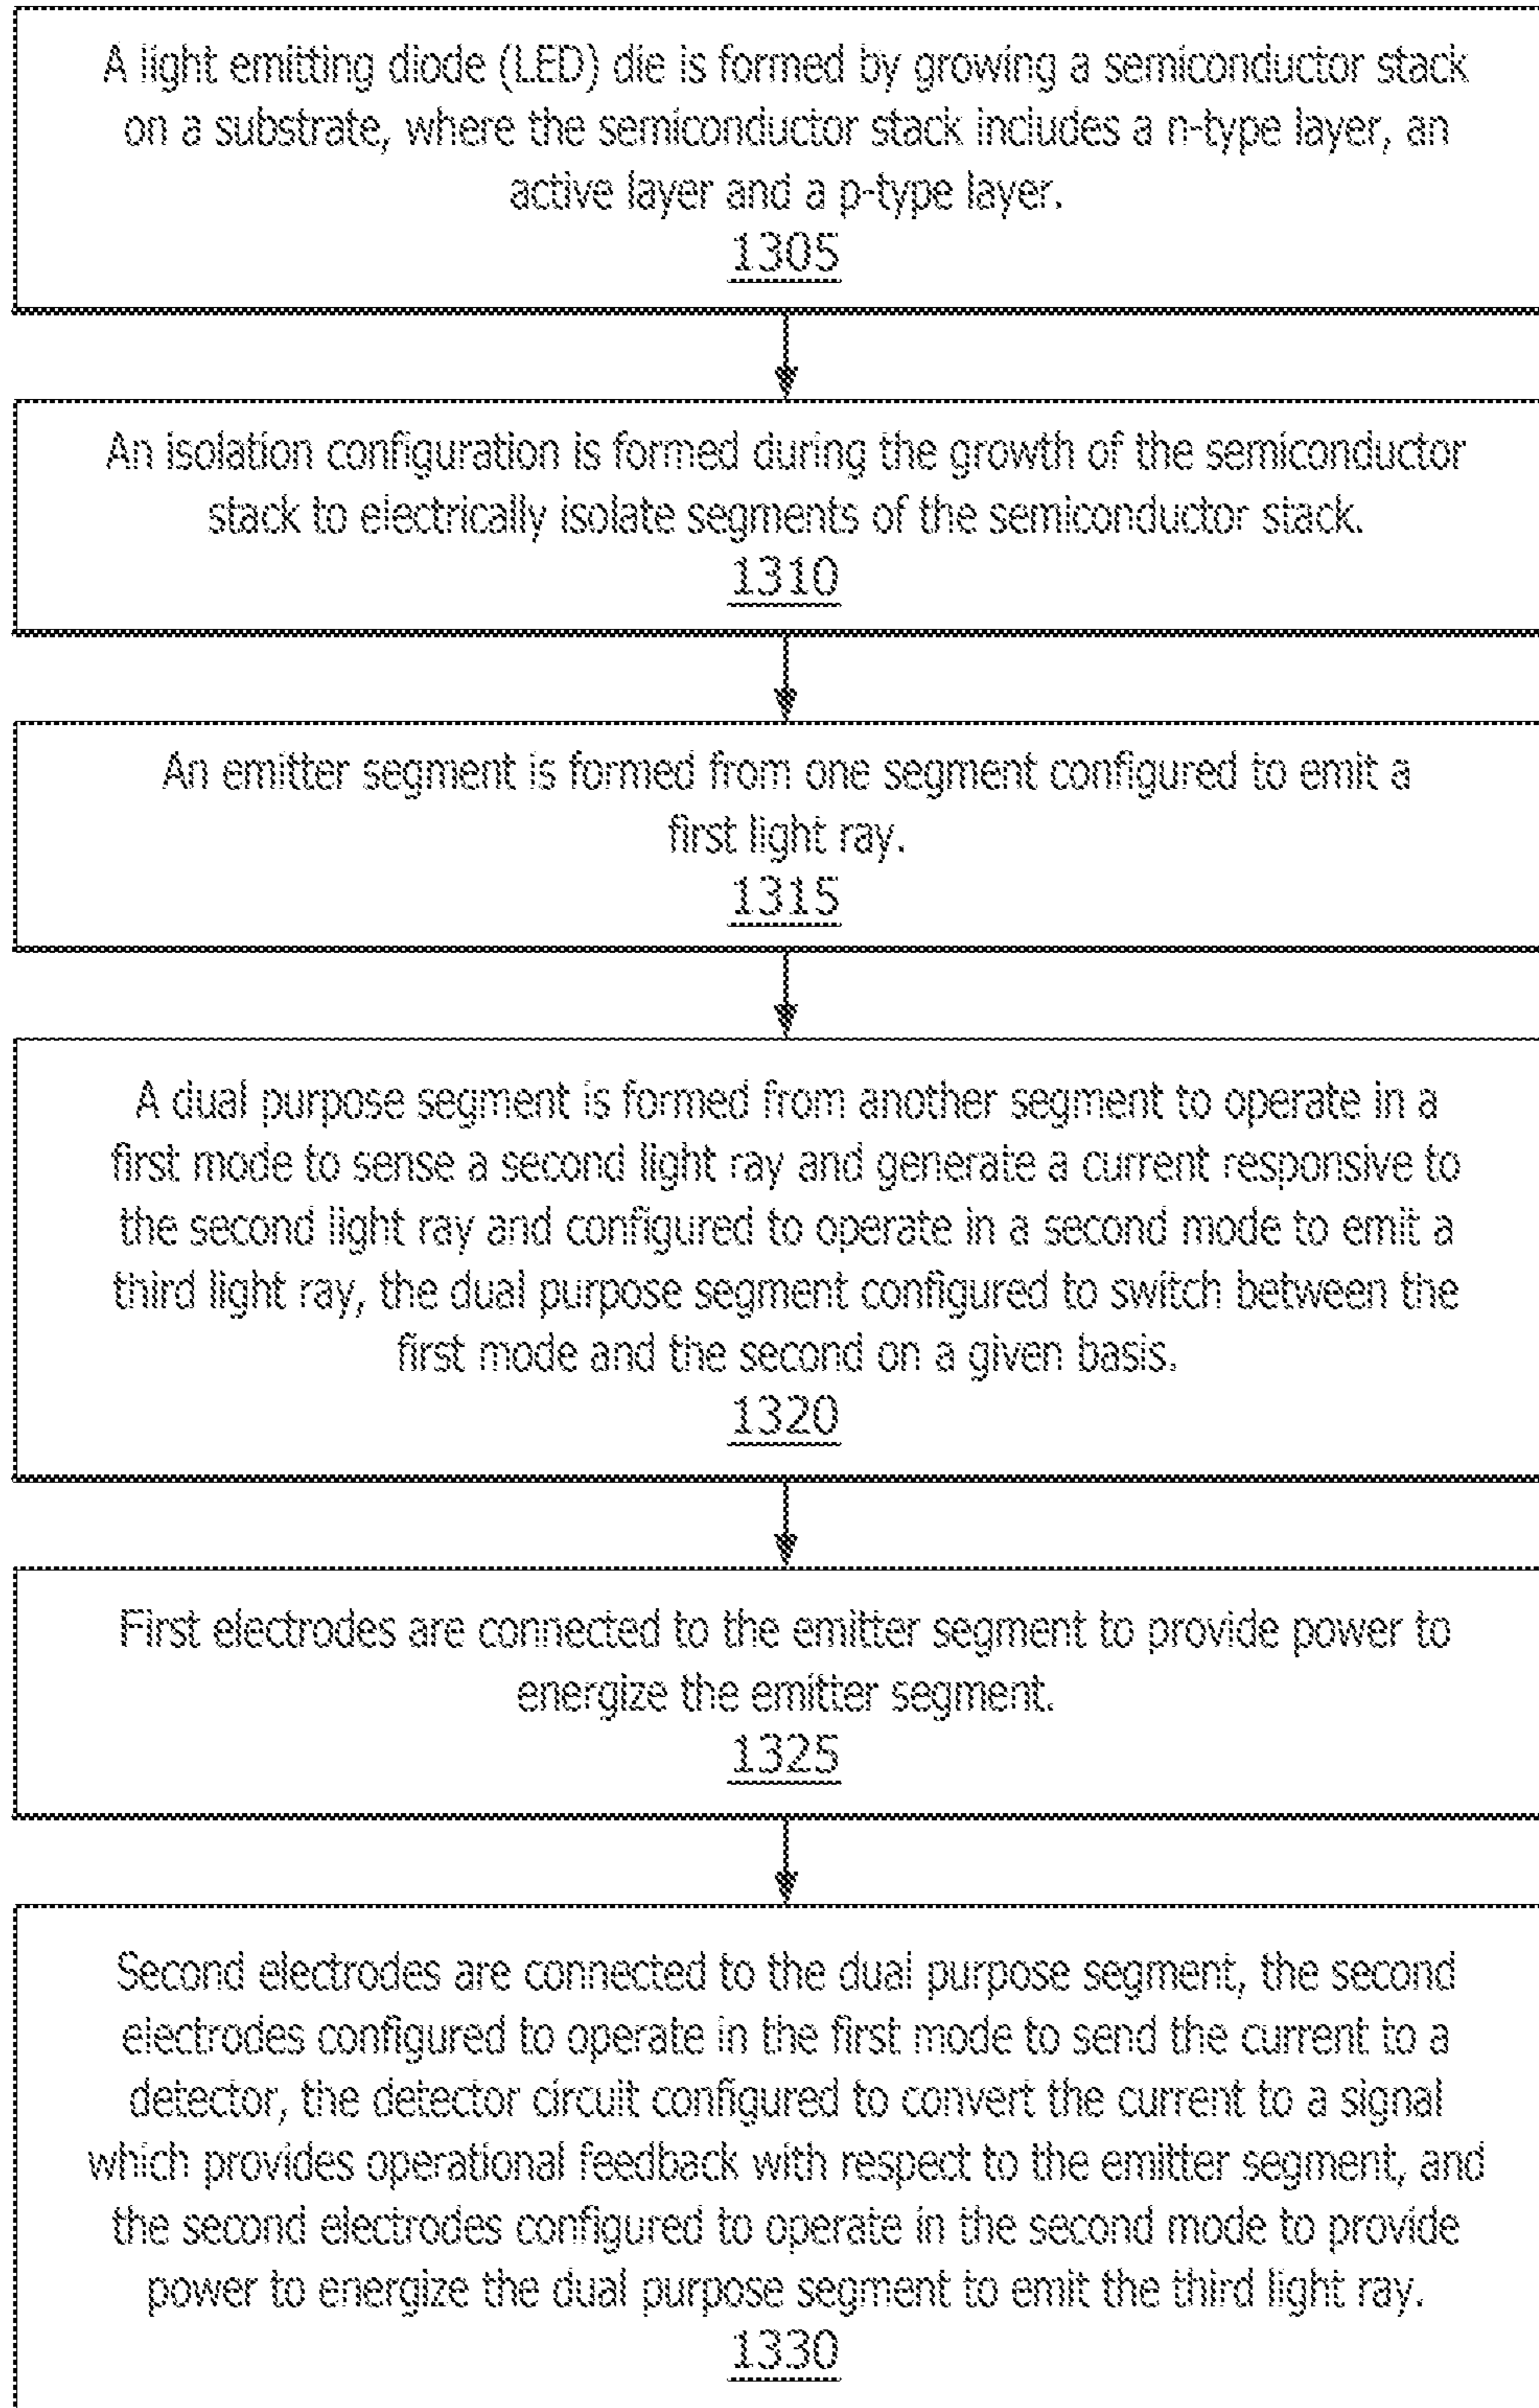 A light emitting diode (LED) die is formed by growing a semiconductor stack
on a substrate, where the semiconductor stack includes a n-type layer, an
active layer and a p-type layer.
1305
An isolation configuration is formed during the growth of the semiconductor
stack to electrically isolate segments of the semiconductor stack.
1310
An emitter segment is formed from one segment configured to emit a
first light ray.
1315
A dual purpose segment is formed from another segment to operate in a
first mode to sense a second light ray and generate a current responsive to
the second light ray and configured to operate in a second mode to emit a
third light ray, the dual purpose segment configured to switch between the
first mode and the second on a given basis.
1320
First electrodes are connected to the emitter segment to provide power to
energize the emitter segment.
1325
Second electrodes are connected to the dual purpose segment, the second
electrodes configured to operate in the first mode to send the current to a
detector, the detector circuit configured to convert the current to a signal
which provides operational feedback with respect to the emitter segment, and
the second electrodes configured to operate in the second mode to provide
power to energize the dual purpose segment to emit the third light ray.
1330